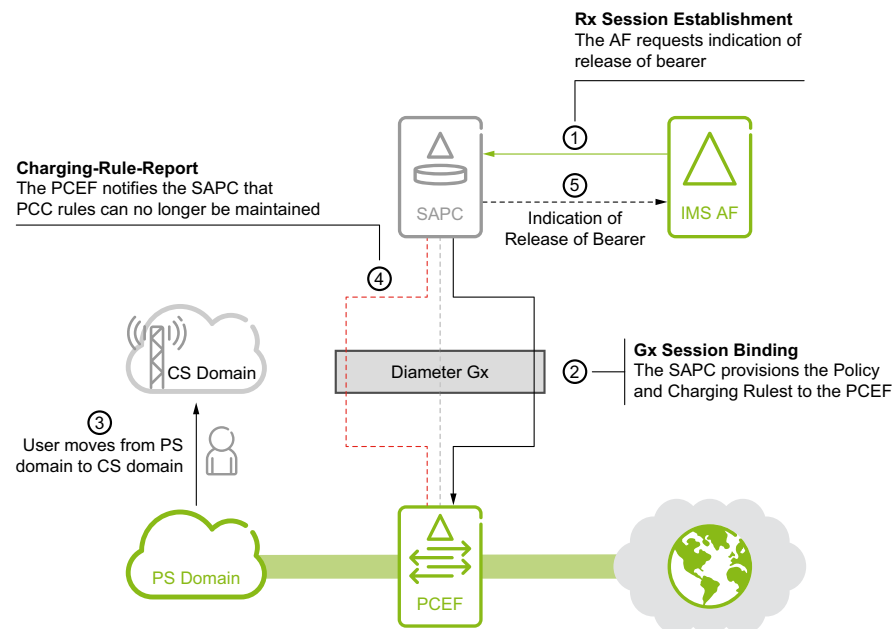 Rx Session Establishment
The AF requests indication of
release of bearer
1
Charging-Rule-Report
The PCEF notifies the SAPC that
PCC rules can no longer be maintained
SAPC
5
Indication of
Release of Bearer
IMS AF
4
CS Domain
Diameter Gx
2
Gx Session Binding
The SAPC provisions the Policy
and Charging Rulest to the PCEF
3
User moves from PS
domain to CS domain
PS Domain
PCEF